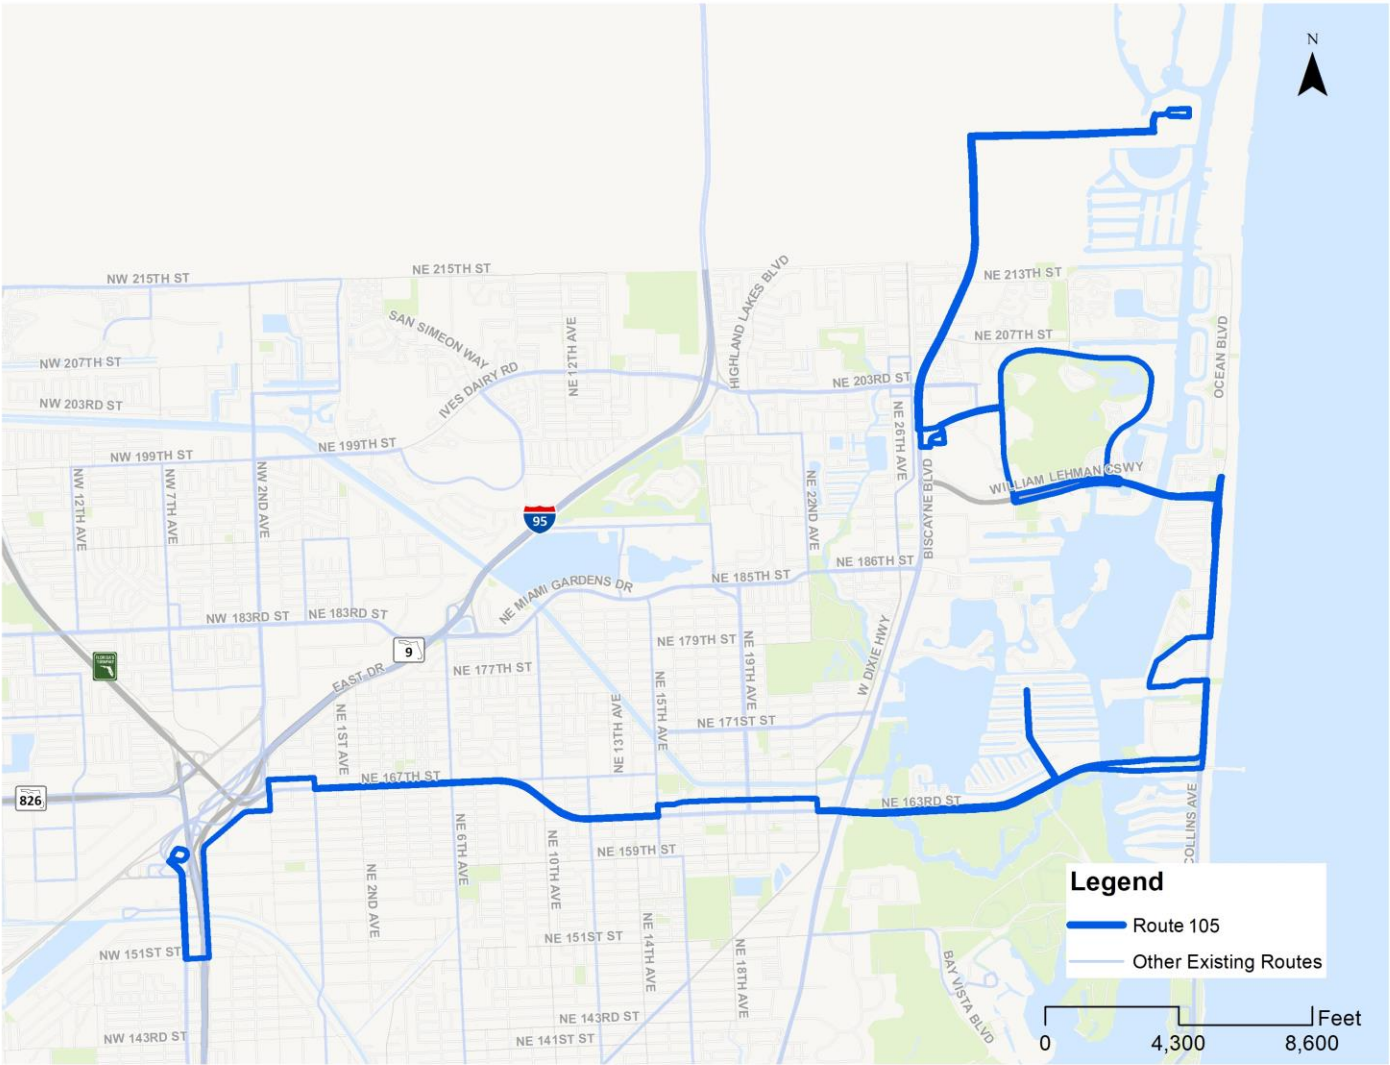 N
NW 215TH ST
NE 215TH ST
HIGHLAND LAKES BLVD
NE 213TH ST
SAN SIMEON WAY
NE 12TH AVE
NE 207TH ST
OCEAN BLVD
NW 207TH ST
IVES DAIRY RD
NE 203RD ST
NW 203RD ST
NE 26TH AVE
NE 199TH ST
NW 199TH ST
NW 12TH AVE
NW 7TH AVE
NW 2ND AVE
NE 22ND AVE
BISCAYNE BLVD
WILLIAM LEHMAN CSWY
95
NE 186TH ST
NE 185TH ST
NE MIAMI GARDENS DR
NW 183RD ST
NE 183RD ST
9
NE 179TH ST
NE 19TH AVE
W DIXIE HWY
EAST DR
NE 177TH ST
NE 1ST AVE
NE 13TH AVE
NE 15TH AVE
NE 171ST ST
NE 167TH ST
826
NE 163RD ST
COLLINS AVE
NE 6TH AVE
NE 10TH AVE
NE 159TH ST
NE 2ND AVE
NE 14TH AVE
NE 18TH AVE
NE 151ST ST
NW 151ST ST
BAY VISTA BLVD
NE 143RD ST
NW 143RD ST
NE 141ST ST
Legend
Route 105
Other Existing Routes
Feet
0 4,300 8,600